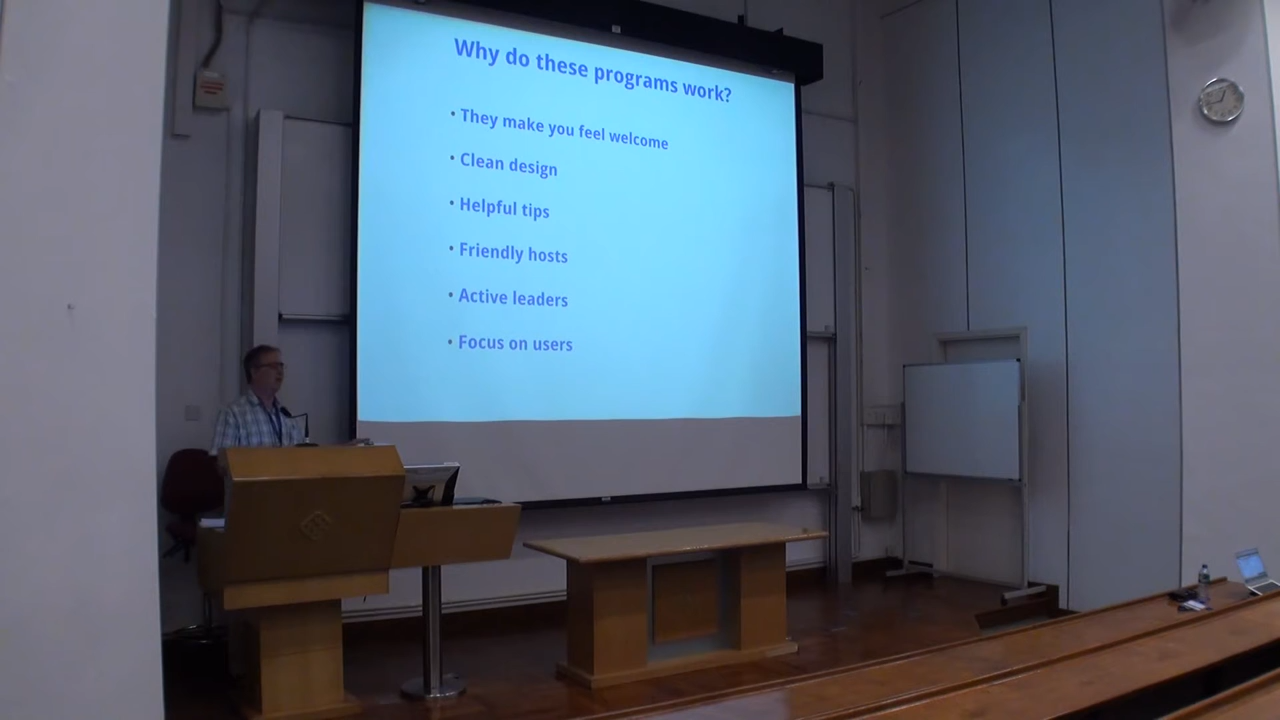 Why do these programs work?
• They make you feel welcome
• Clean design
• Helpful tips
• Friendly hosts
• Active leaders
• Focus on users